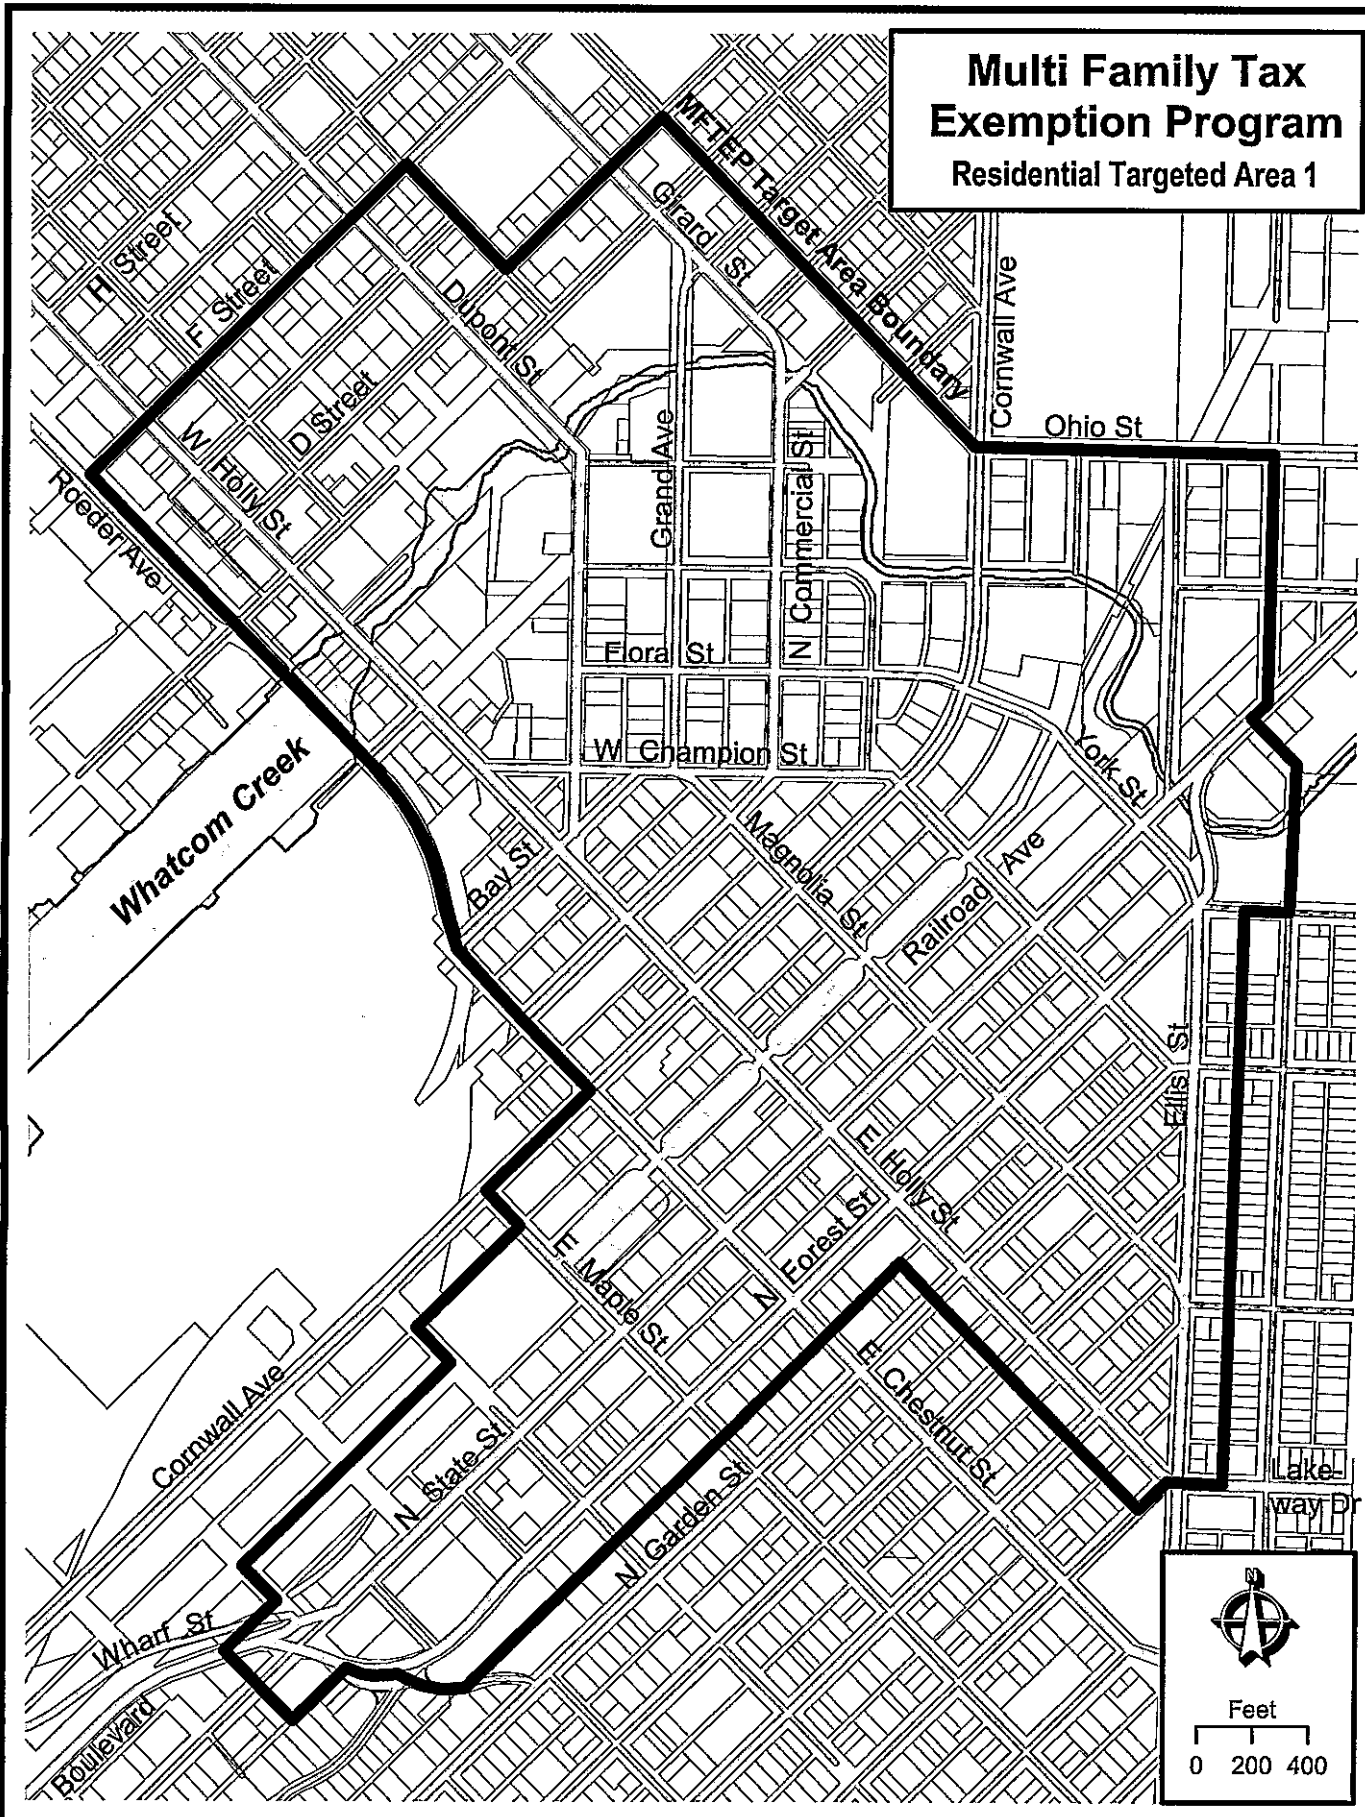 Multi Family Tax
Exemption Program
Residential Targeted Area 1
MFTEP Target Area Boundary
Girard St
H Street
F Street
Dupont St
Cornwall Ave
D Street
W Holly St
Ohio St
Roeder Ave
Grand Ave
N Commercial St
Flora St
W Champion St
York St
Whatcom Creek
Magnolia St
Bay St
Railroad Ave
Ellis St
E Holly St
N Forest St
E Maple St
E Chestnut St
Cornwall Ave
N State St
N Garden St
Lake-
way Dr
Wharf St
Boulevard
N
Feet
0 200 400